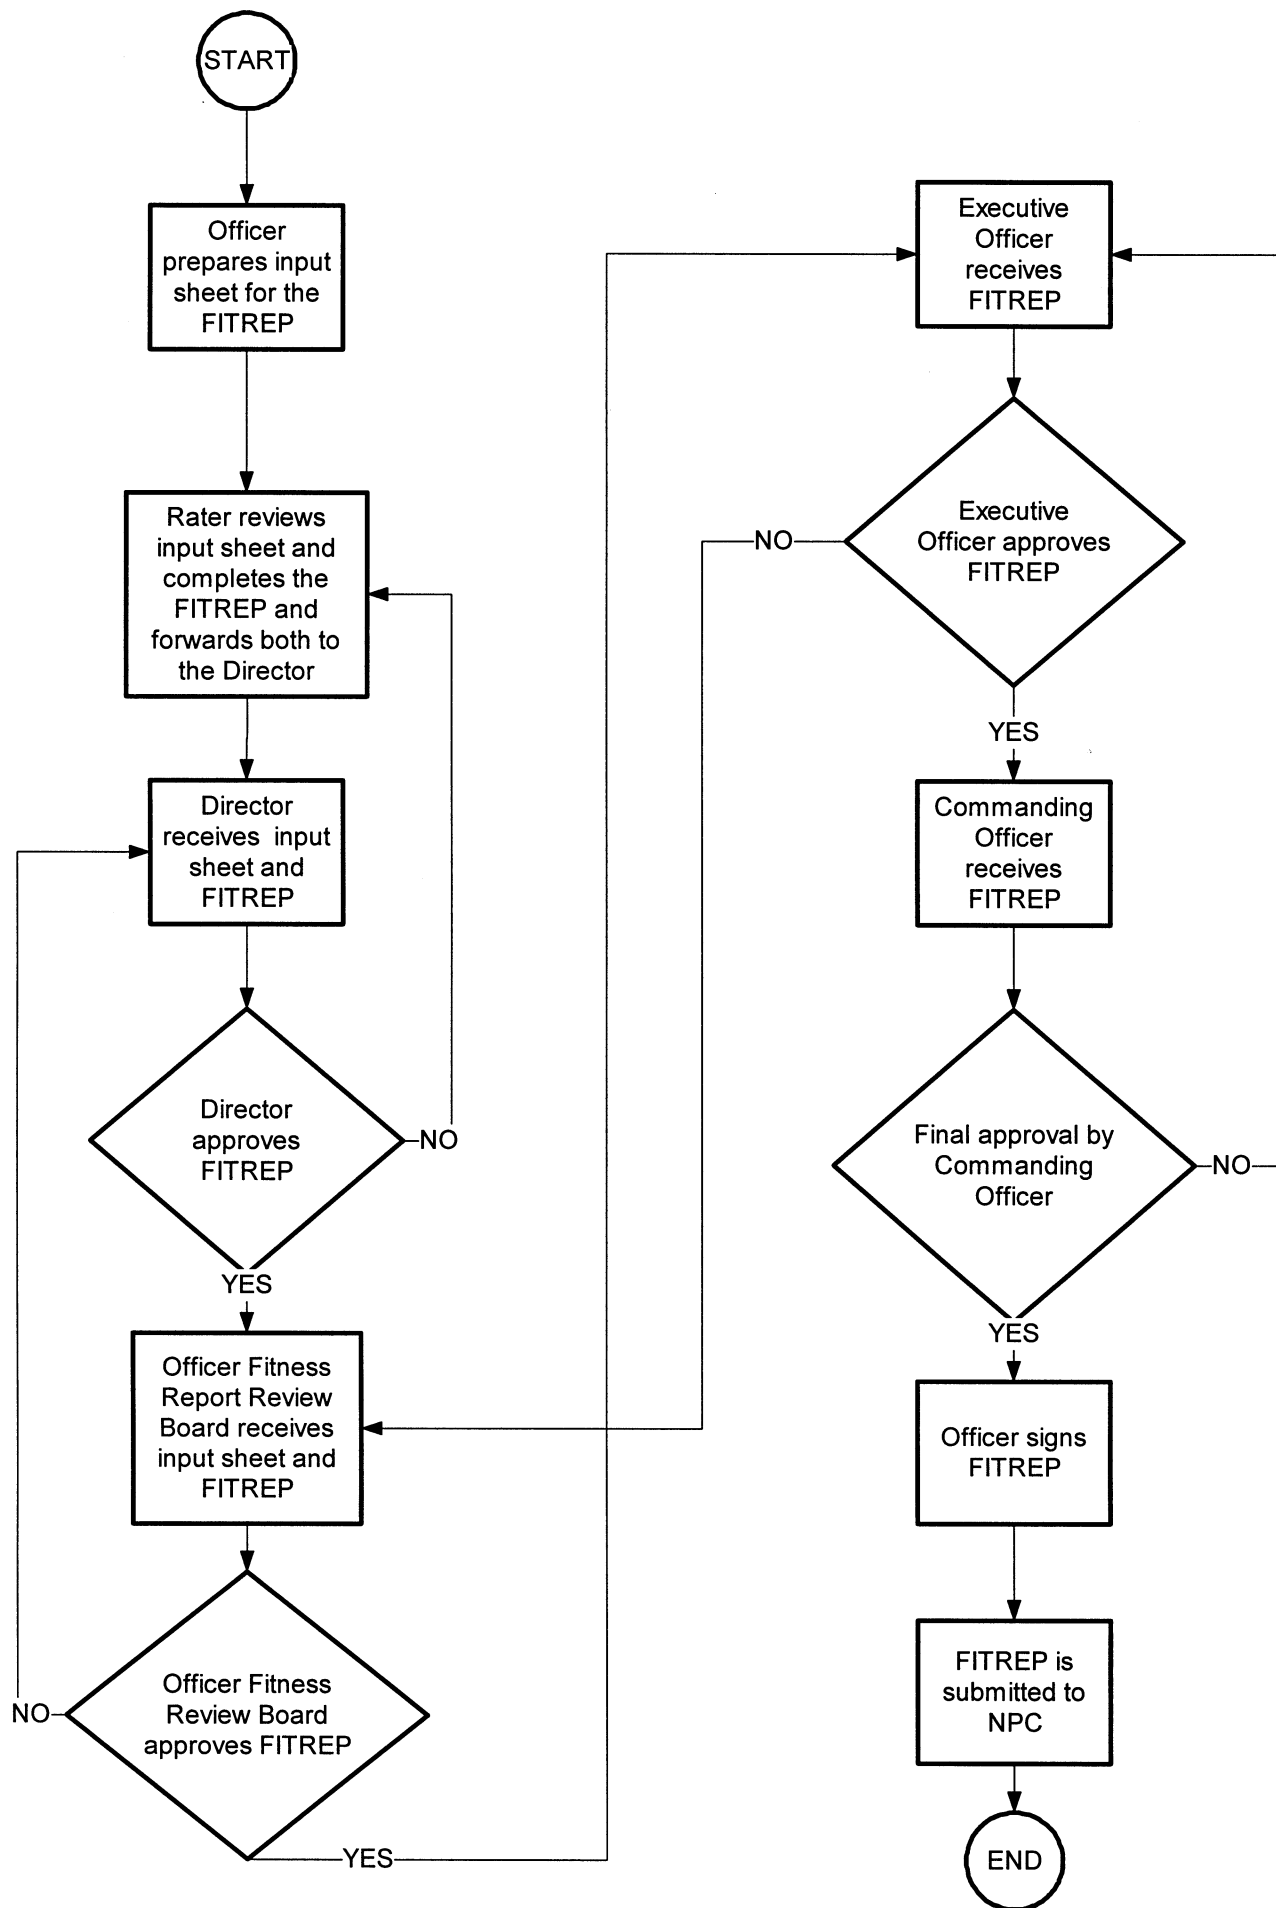 START
Officer
prepares input
sheet for the
FITREP
Rater reviews
input sheet and
completes the
FITREP and
forwards both to
the Director
Director
receives input
sheet and
FITREP
Director
approves
FITREP
NO
YES
Officer Fitness
Report Review
Board receives
input sheet and
FITREP
Officer Fitness
Review Board
approves FITREP
NO
YES
Executive
Officer
receives
FITREP
Executive
Officer approves
FITREP
NO
YES
Commanding
Officer
receives
FITREP
Final approval by
Commanding
Officer
NO
YES
Officer signs
FITREP
FITREP is
submitted to
NPC
END